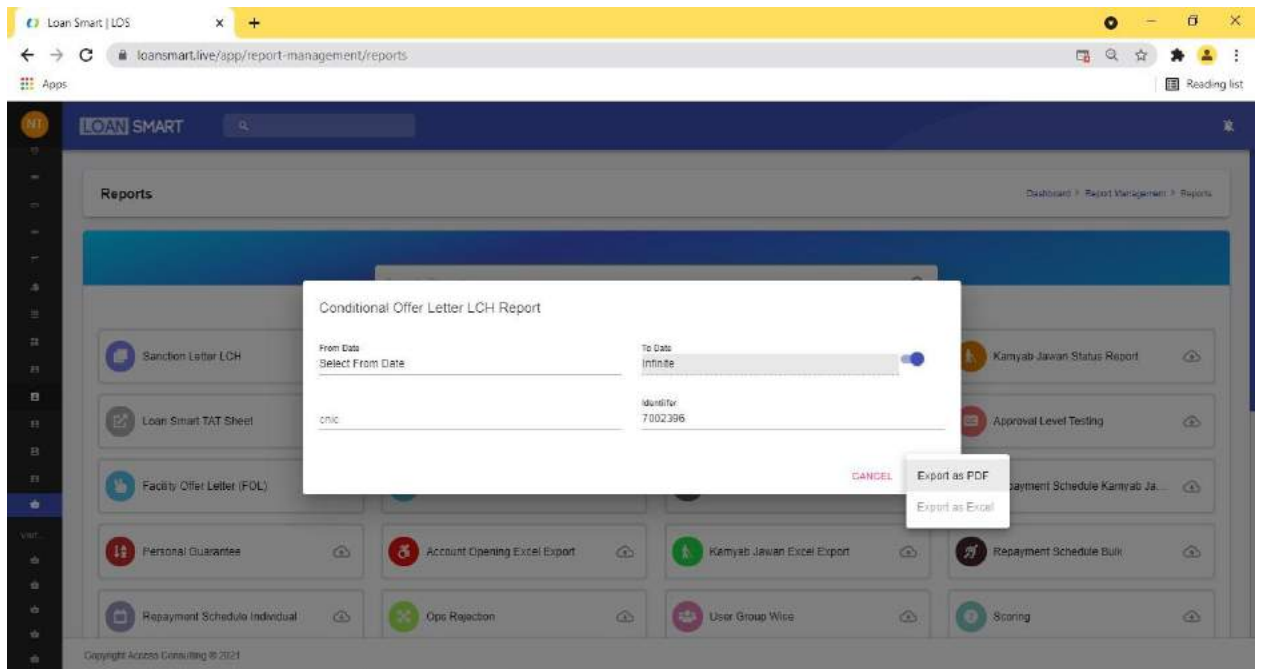 Loan Smart | LOS
loansmart.live/app/report-management/reports
Apps
Reading list
NT
LOAN SMART
Reports
Dashboard > Report Management > Reports
Conditional Offer Letter LCH Report
From Date
Select From Date
To Date
Infinite
cnic
Identifer
7002396
CANCEL
Export as PDF
Export as Excel
Sanction Letter LCH
Kamyab Jawan Status Report
Loan Smart TAT Sheet
Approval Level Testing
Facility Offer Letter (FOL)
payment Schedule Kamyab Ja...
Personal Guarantee
Account Opening Excel Export
Kamyab Jawan Excel Export
Repayment Schedule Bulk
Repayment Schedule Individual
Ops Rejection
User Group Wise
Scoring
Copyright Access Consulting © 2021